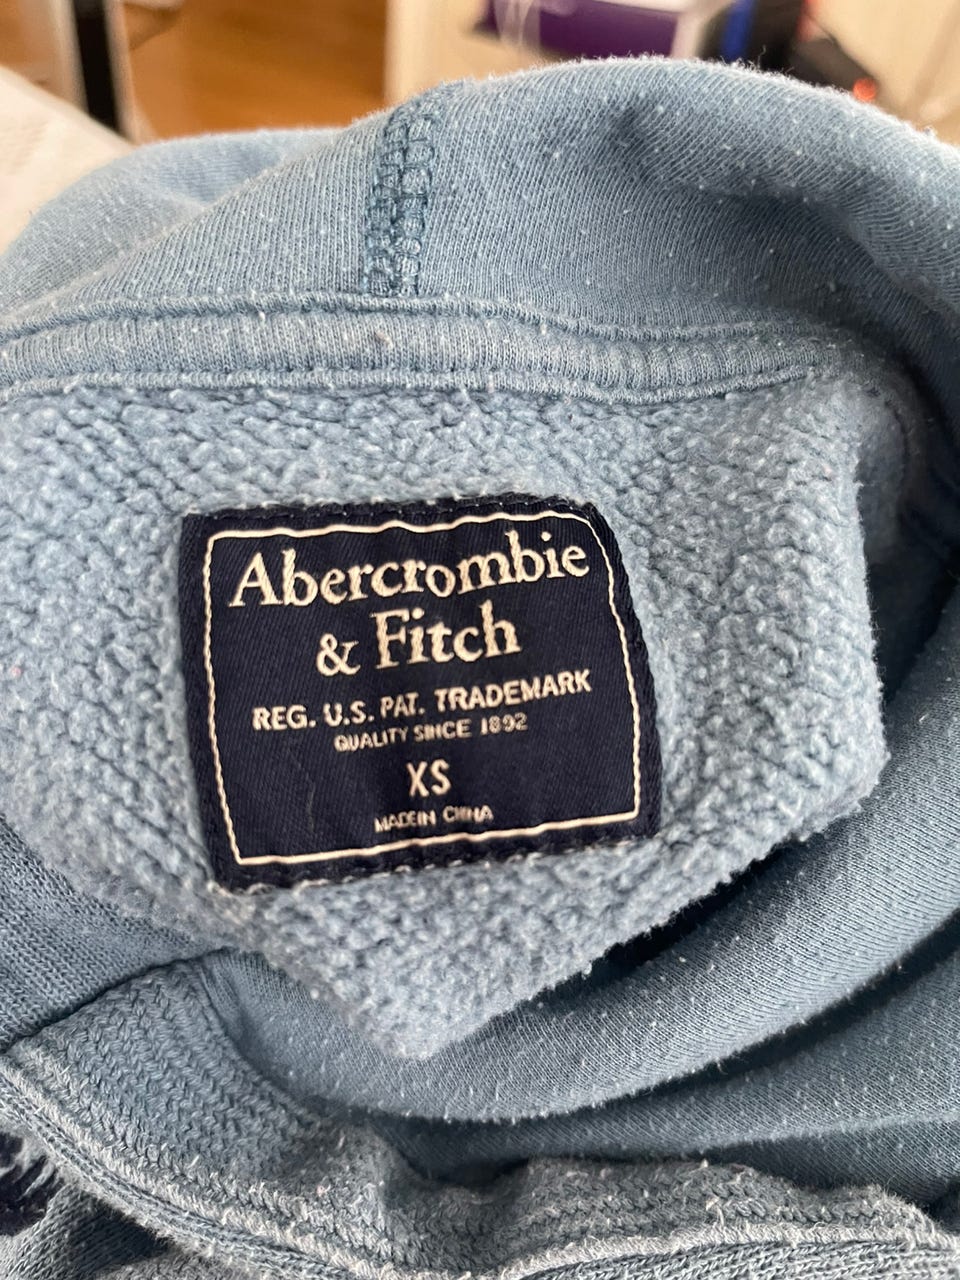 Abercrombie
& Fitch
REG. U.S. PAT. TRADEMARK
QUALITY SINCE 1892
XS
MADE IN CHINA